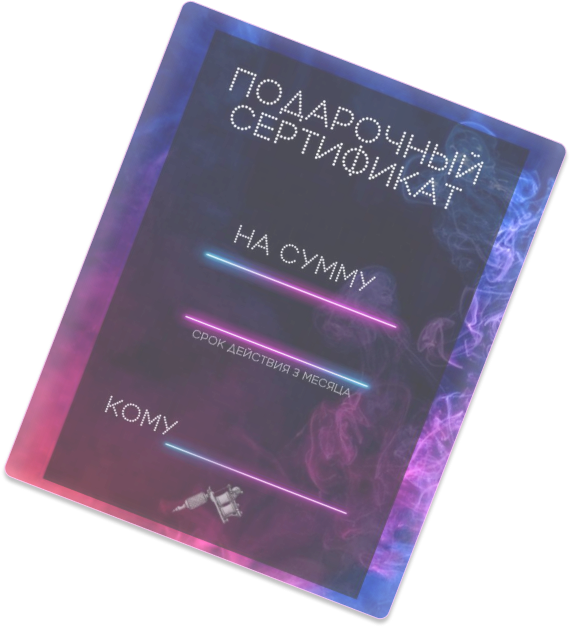 ПОДАРОЧНЫЙ
СЕРТИФИКАТ
НА СУММУ
СРОК ДЕЙСТВИЯ 3 МЕСЯЦА
КОМУ